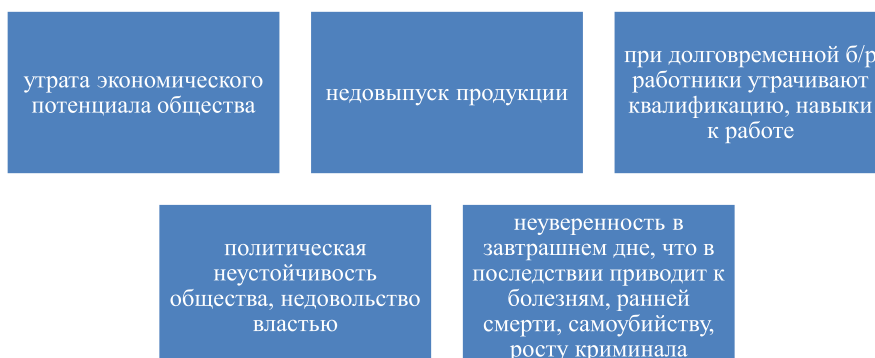 утрата экономического
потенциала общества
недовыпуск продукции
при долговременной б/р
работники утрачивают
квалификацию, навыки
к работе
политическая
неустойчивость
общества, недовольство
властью
неуверенность в
завтрашнем дне, что в
последствии приводит к
болезням, ранней
смерти, самоубийству,
росту криминала